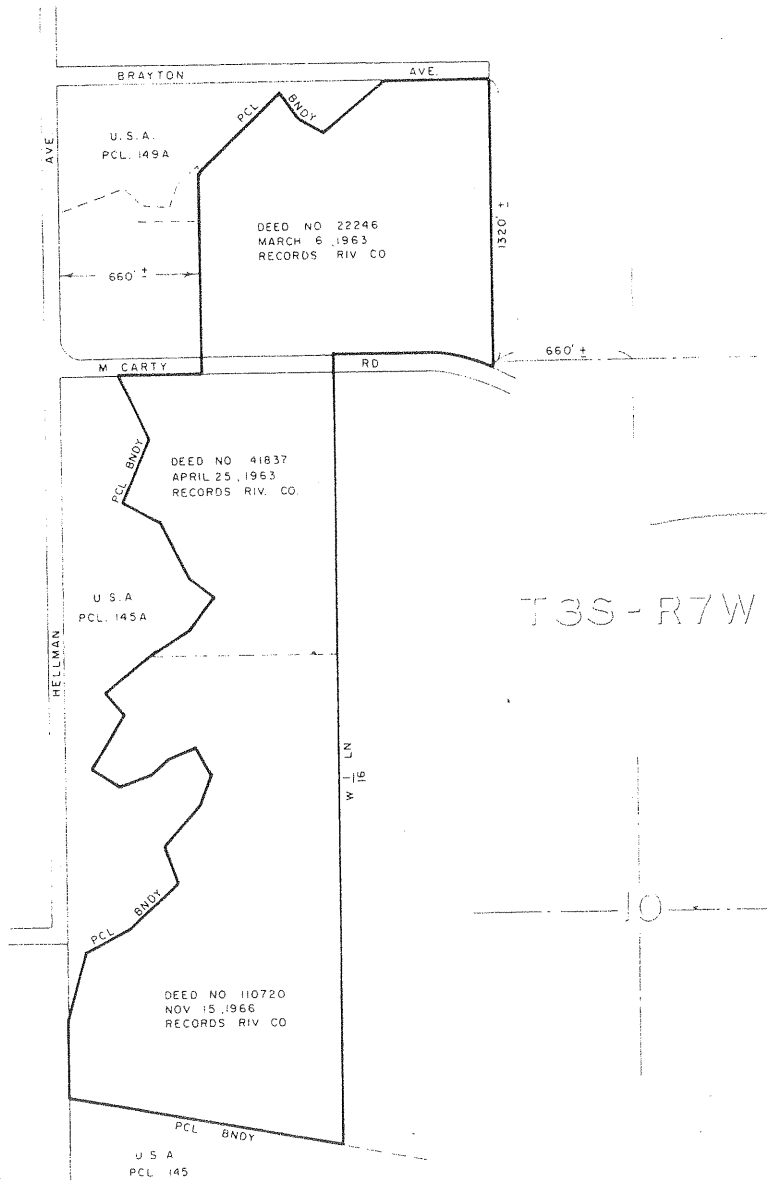 BRAYTON AVE.
AVE
PCL BNDY
U.S.A.
PCL. 149A
DEED NO 22246
MARCH 6, 1963
RECORDS RIV CO
1320' ±
660' ±
660' ±
M CARTY RD
PCL BNDY
DEED NO 41837
APRIL 25, 1963
RECORDS RIV. CO.
U S.A
PCL. 145A
T3S-R7W
HELLMAN
W 1/16 LN
10
PCL BNDY
DEED NO 110720
NOV 15, 1966
RECORDS RIV CO
PCL BNDY
U S A
PCL 145